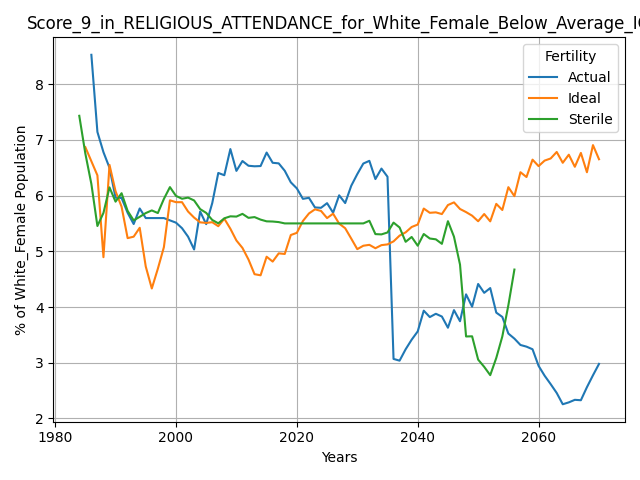 Score_9_in_RELIGIOUS_ATTENDANCE_for_White_Female_Below_Average_IQ
Fertility
Actual
Ideal
Sterile
% of White_Female Population
8
7
6
5
4
3
2
1980
2000
2020
2040
2060
Years